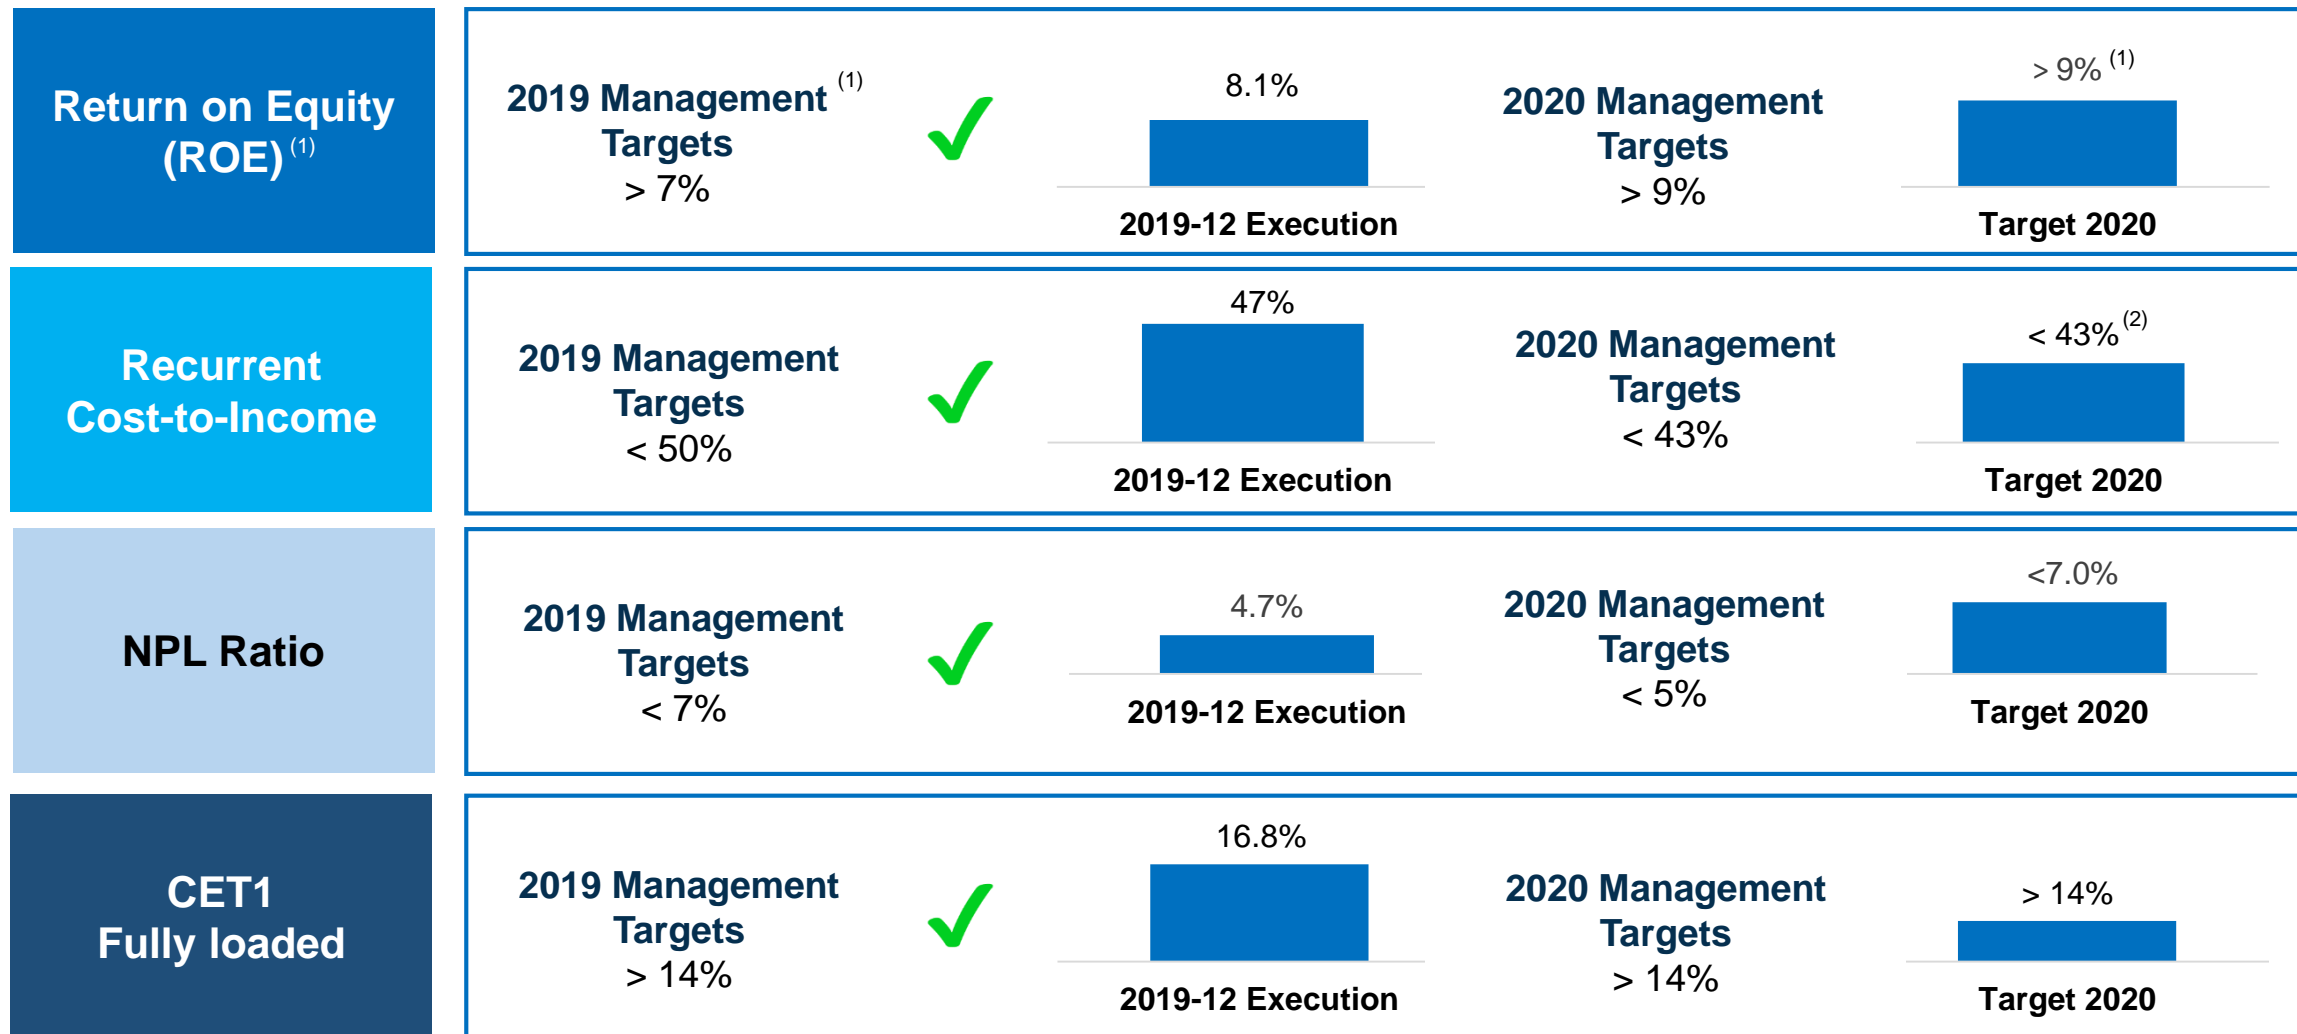 Return on Equity
(ROE) (1)
2019 Management (1)
Targets
> 7%
8.1%
2019-12 Execution
2020 Management
Targets
> 9%
> 9% (1)
Target 2020
Recurrent
Cost-to-Income
2019 Management
Targets
< 50%
47%
2019-12 Execution
2020 Management
Targets
< 43%
< 43% (2)
Target 2020
NPL Ratio
2019 Management
Targets
< 7%
4.7%
2019-12 Execution
2020 Management
Targets
< 5%
<7.0%
Target 2020
CET1
Fully loaded
2019 Management
Targets
> 14%
16.8%
2019-12 Execution
2020 Management
Targets
> 14%
> 14%
Target 2020